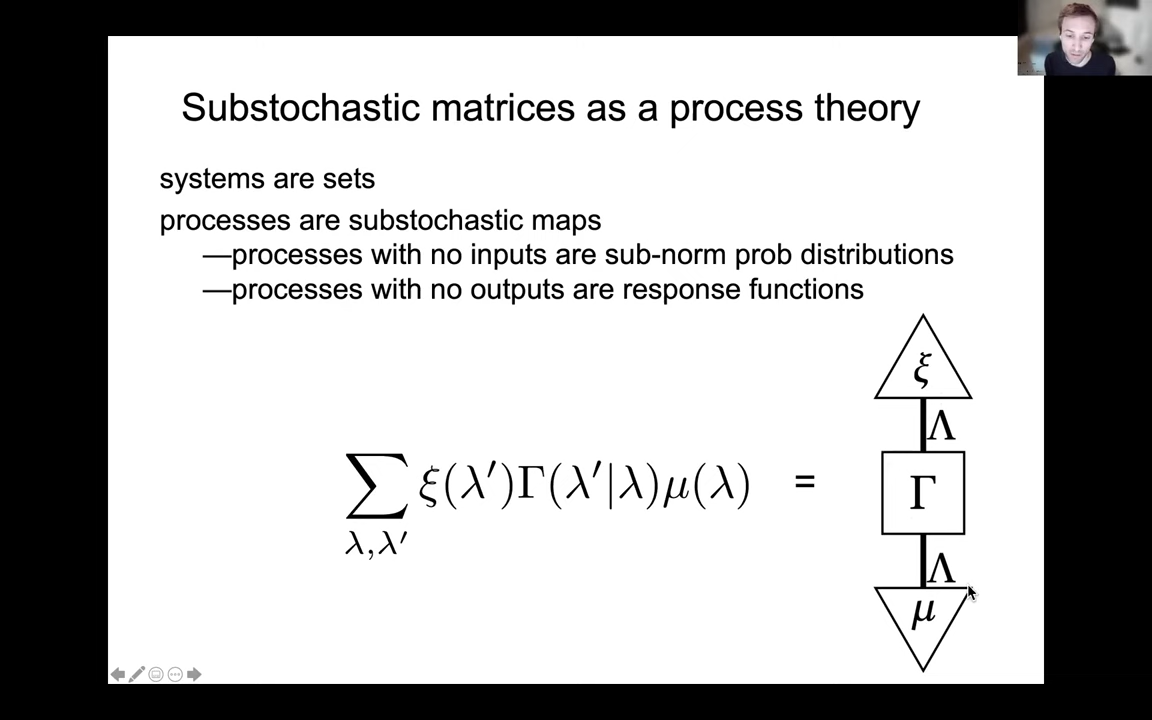 Substochastic matrices as a process theory
systems are sets
processes are substochastic maps
—processes with no inputs are sub-norm prob distributions
—processes with no outputs are response functions
ξ
Λ
∑ ξ(λ′)Γ(λ′|λ)μ(λ) = Γ
λ,λ′
Λ
μ